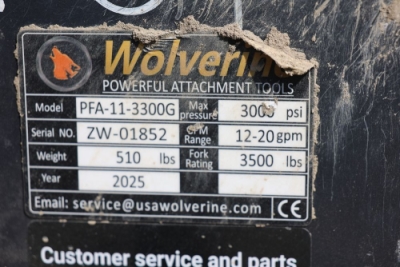 Wolverine
POWERFUL ATTACHMENT TOOLS
Model PFA-11-3300G Max pressure 3000 psi
Serial NO. ZW-01852 GPM Range 12-20 gpm
Weight 510 lbs Fork Rating 3500 lbs
Year 2025
Email: service@usawolverine.com CE
Customer service and parts